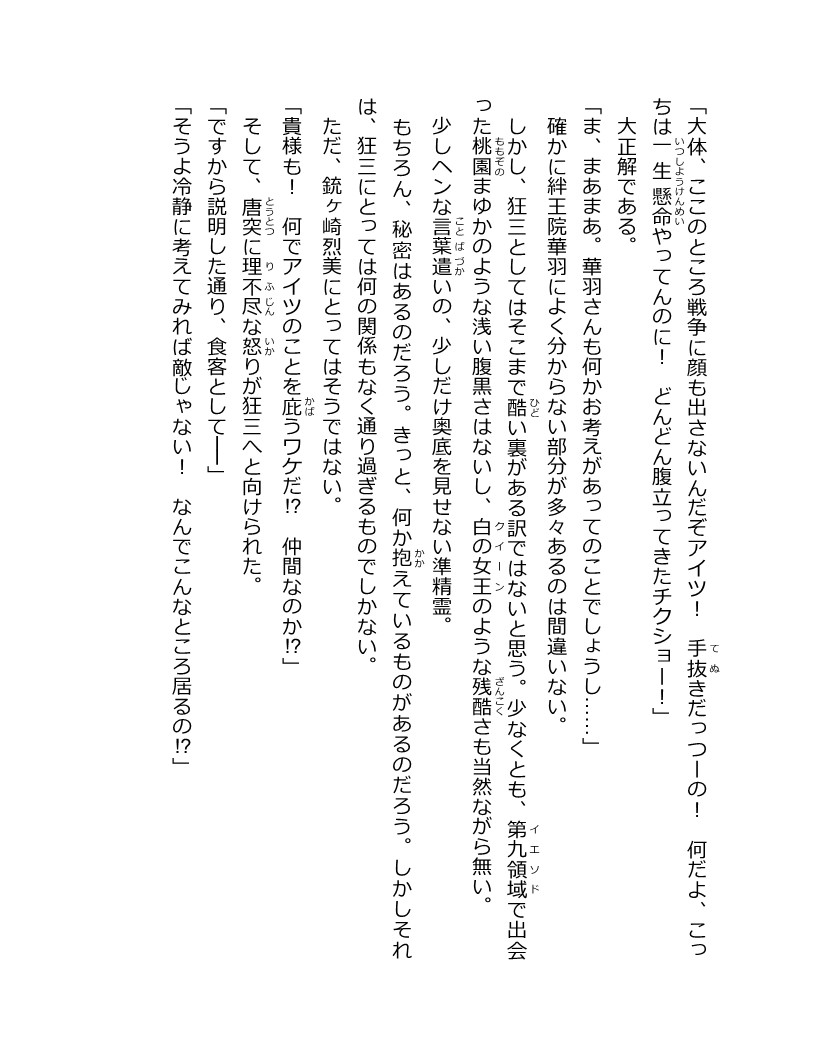 「大体、ここのところ戦争に顔も出さないんだぞアイツ！　手抜きだっつーの！　何だよ、こっ
ちは一生懸命やってんのに！　どんどん腹立ってきたチクショー！」
　大正解である。
「ま、まあまあ。華羽さんも何かお考えがあってのことでしょうし……」
　確かに絆王院華羽によく分からない部分が多々あるのは間違いない。
　しかし、狂三としてはそこまで酷い裏がある訳ではないと思う。少なくとも、第九領域で出会
った桃園まゆかのような浅い腹黒さはないし、白の女王のような残酷さも当然ながら無い。
　少しヘンな言葉遣いの、少しだけ奥底を見せない準精霊。
　もちろん、秘密はあるのだろう。きっと、何か抱えているものがあるのだろう。しかしそれ
は、狂三にとっては何の関係もなく通り過ぎるものでしかない。
　ただ、銃ヶ崎烈美にとってはそうではない。
「貴様も！　何でアイツのことを庇うワケだ!?　仲間なのか!?」
　そして、唐突に理不尽な怒りが狂三へと向けられた。
「ですから説明した通り、食客として――」
「そうよ冷静に考えてみれば敵じゃない！　なんでこんなところ居るの!?」